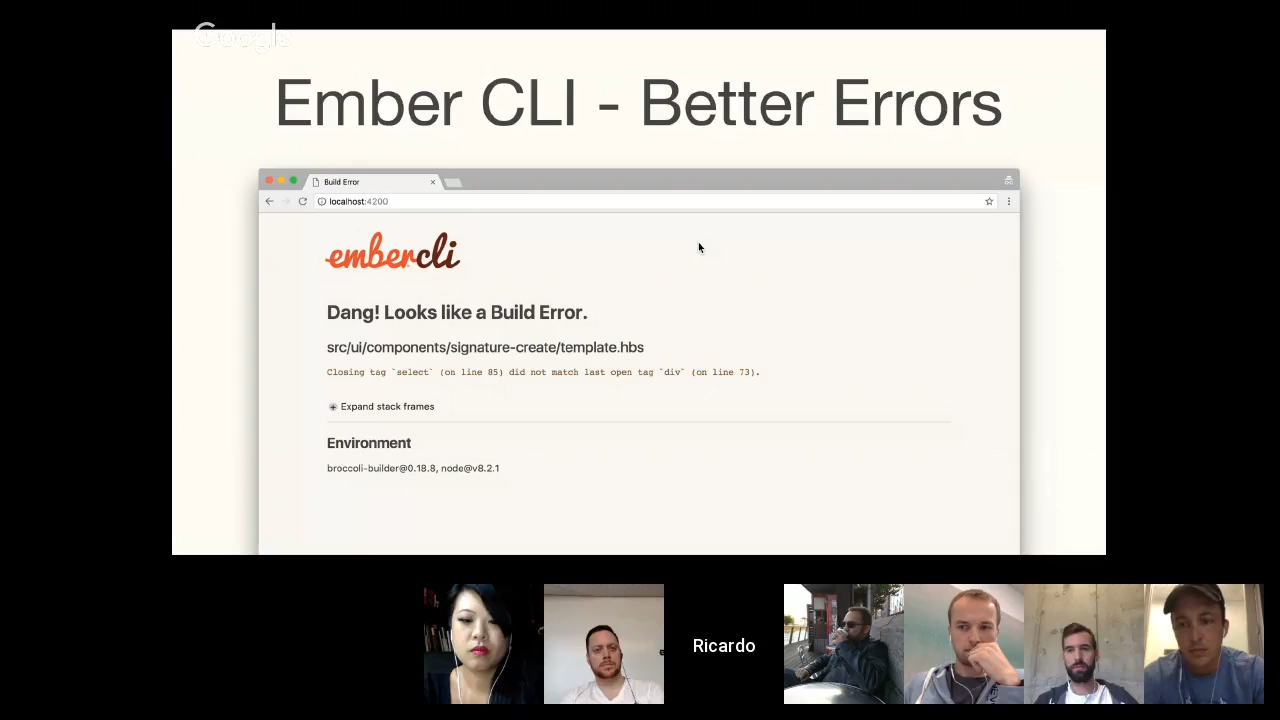 Google
Ember CLI - Better Errors
Build Error
localhost:4200
embercli
Dang! Looks like a Build Error.
src/ui/components/signature-create/template.hbs
Closing tag `select` (on line 85) did not match last open tag `div` (on line 73).
Expand stack frames
Environment
broccoli-builder@0.18.8, node@v8.2.1
Ricardo